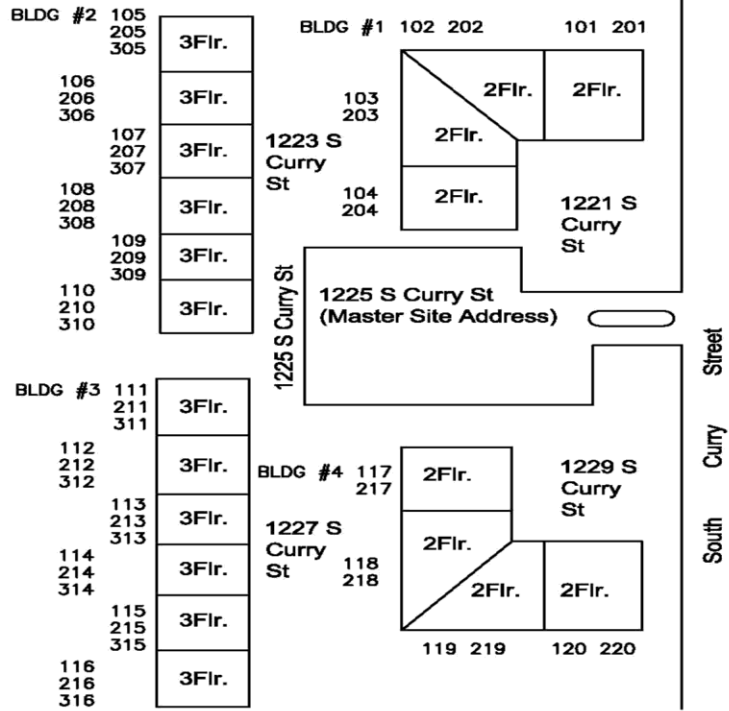 BLDG #2 105
205
305
3Flr.
106
206
306
3Flr.
107
207
307
3Flr.
108
208
308
3Flr.
109
209
309
3Flr.
110
210
310
3Flr.
1223 S
Curry
St
BLDG #1 102 202 101 201
2Flr. 2Flr.
103
203
2Flr.
104
204
2Flr.
1221 S
Curry
St
1225 S Curry St
1225 S Curry St
(Master Site Address)
BLDG #3 111
211
311
3Flr.
112
212
312
3Flr.
113
213
313
3Flr.
114
214
314
3Flr.
115
215
315
3Flr.
116
216
316
3Flr.
1227 S
Curry
St
BLDG #4 117
217
2Flr.
118
218
2Flr.
2Flr. 2Flr.
119 219 120 220
1229 S
Curry
St
South Curry Street